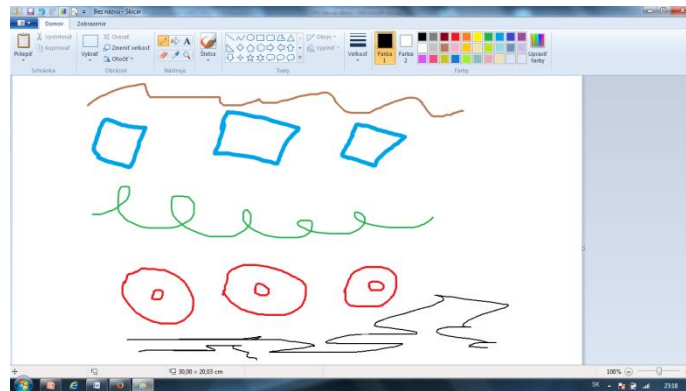 Bez názvu - Skicár
Domov Zobrazenie
Prilepiť
Vystrihnúť
Kopírovať
Schránka
Vybrať
Orezať
Zmeniť veľkosť
Otočiť
Obrázok
A
Nástroje
Štetce
Obrys
Výplniť
Tvary
Veľkosť
Farba 1
Farba 2
Upraviť farby
Farby
30,00 × 20,03 cm
100%
SK
23:18